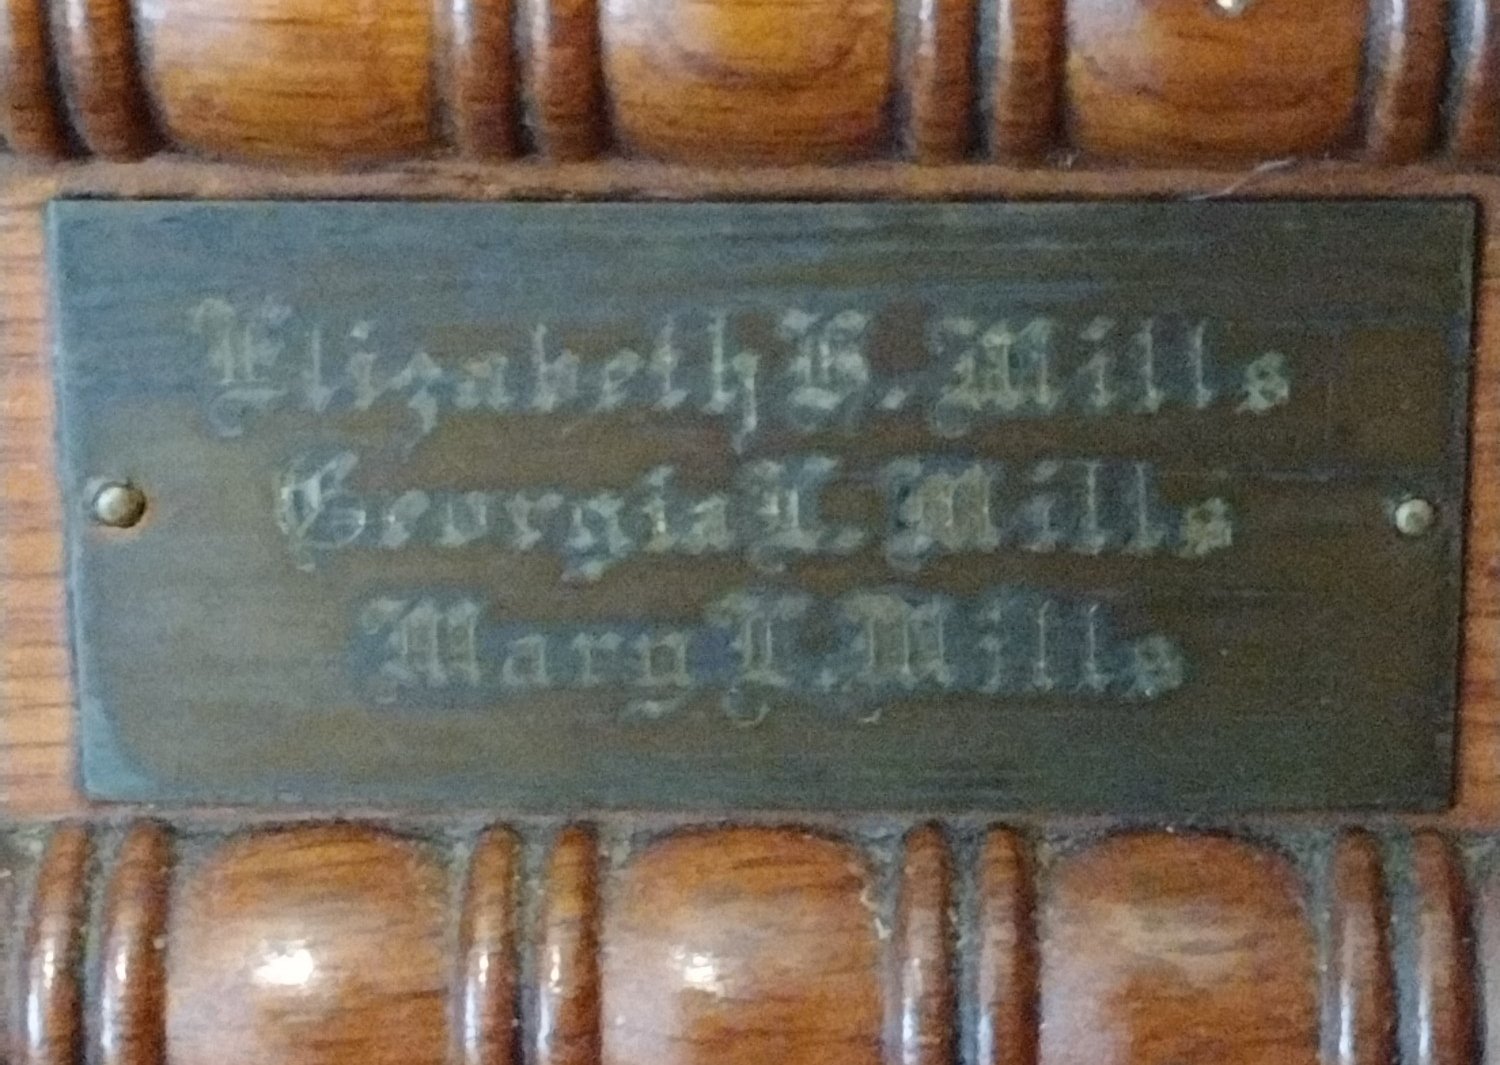 Elizabeth H. Mills
Georgia L. Mills
Mary L. Mills